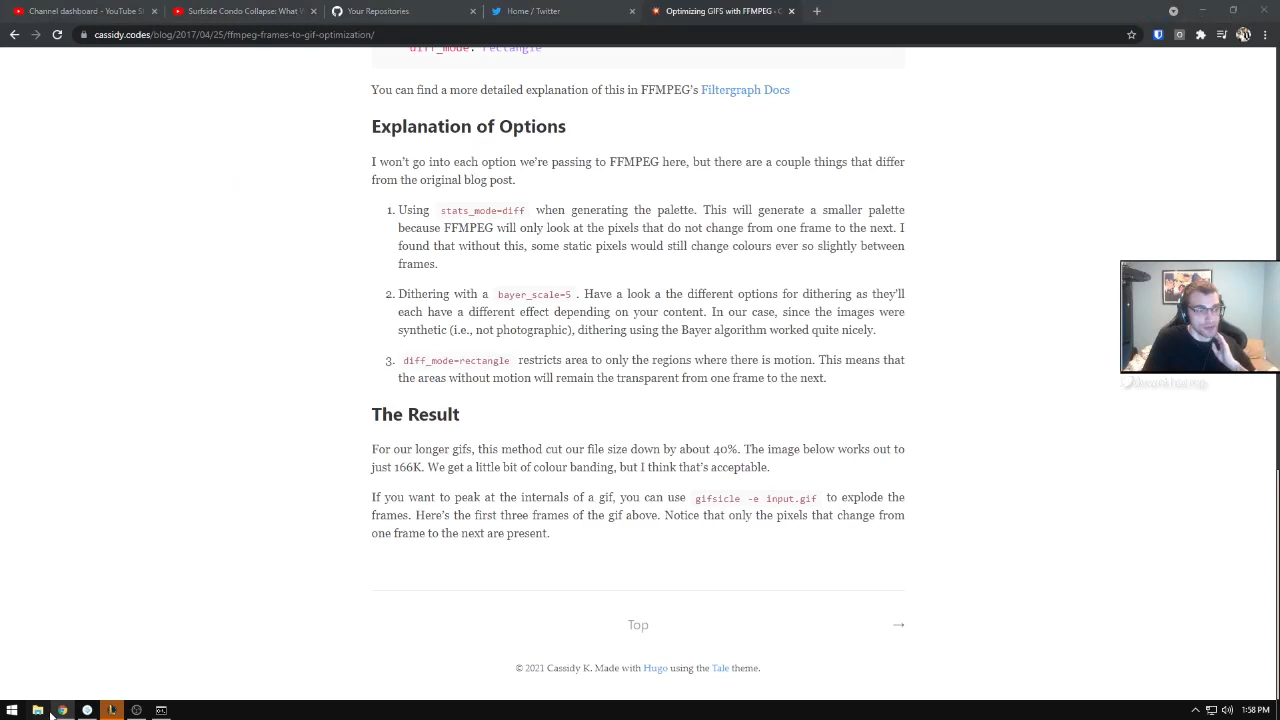 Channel dashboard - YouTube St
Surfside Condo Collapse: What W
Your Repositories
Home / Twitter
Optimizing GIFS with FFMPEG - C
cassidy.codes/blog/2017/04/25/ffmpeg-frames-to-gif-optimization/
diff_mode: rectangle
You can find a more detailed explanation of this in FFMPEG's Filtergraph Docs
Explanation of Options
I won't go into each option we're passing to FFMPEG here, but there are a couple things that differ
from the original blog post.
1. Using stats_mode=diff when generating the palette. This will generate a smaller palette
because FFMPEG will only look at the pixels that do not change from one frame to the next. I
found that without this, some static pixels would still change colours ever so slightly between
frames.
2. Dithering with a bayer_scale=5 . Have a look a the different options for dithering as they'll
each have a different effect depending on your content. In our case, since the images were
synthetic (i.e., not photographic), dithering using the Bayer algorithm worked quite nicely.
3. diff_mode=rectangle restricts area to only the regions where there is motion. This means that
the areas without motion will remain the transparent from one frame to the next.
The Result
For our longer gifs, this method cut our file size down by about 40%. The image below works out to
just 166K. We get a little bit of colour banding, but I think that's acceptable.
If you want to peak at the internals of a gif, you can use gifsicle -e input.gif to explode the
frames. Here's the first three frames of the gif above. Notice that only the pixels that change from
one frame to the next are present.
Top →
© 2021 Cassidy K. Made with Hugo using the Tale theme.
1:58 PM